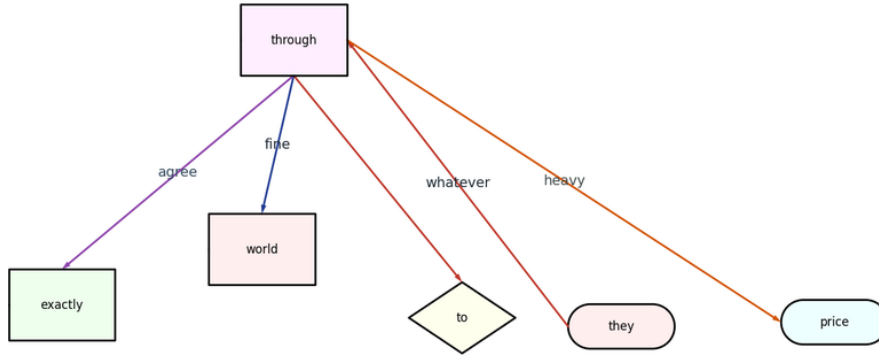 through
fine
agree
whatever
heavy
world
exactly
to
they
price